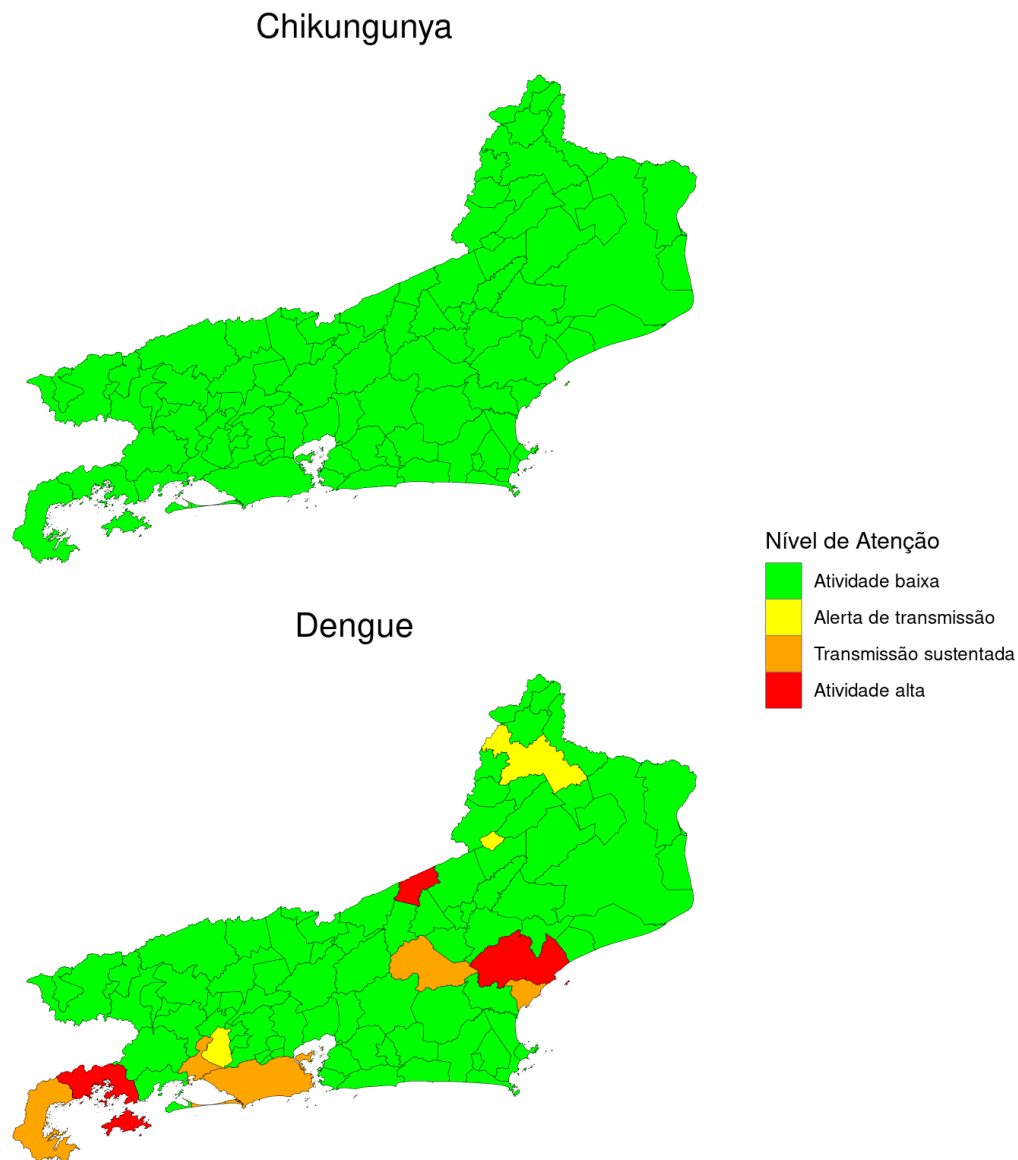 Chikungunya
Nível de Atenção
Atividade baixa
Alerta de transmissão
Transmissão sustentada
Atividade alta
Dengue